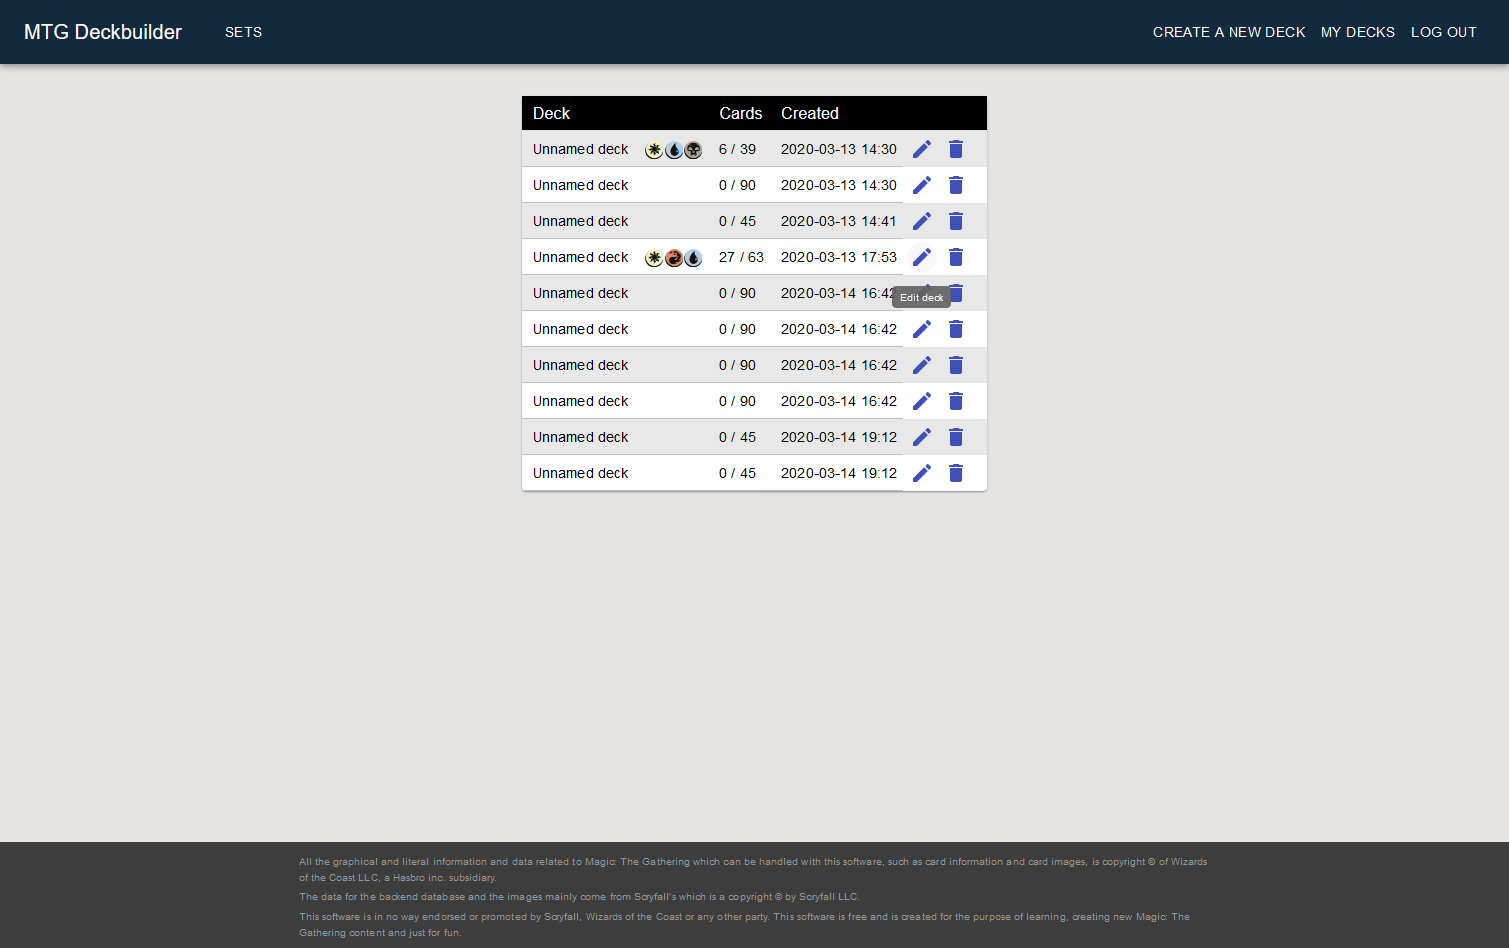 MTG Deckbuilder SETS CREATE A NEW DECK MY DECKS LOG OUT
Deck Cards Created
Unnamed deck 6 / 39 2020-03-13 14:30
Unnamed deck 0 / 90 2020-03-13 14:30
Unnamed deck 0 / 45 2020-03-13 14:41
Unnamed deck 27 / 63 2020-03-13 17:53
Unnamed deck 0 / 90 2020-03-14 16:42 Edit deck
Unnamed deck 0 / 90 2020-03-14 16:42
Unnamed deck 0 / 90 2020-03-14 16:42
Unnamed deck 0 / 90 2020-03-14 16:42
Unnamed deck 0 / 45 2020-03-14 19:12
Unnamed deck 0 / 45 2020-03-14 19:12
All the graphical and literal information and data related to Magic: The Gathering which can be handled with this software, such as card information and card images, is copyright © of Wizards
of the Coast LLC, a Hasbro inc. subsidiary.
The data for the backend database and the images mainly come from Scryfall's which is a copyright © by Scryfall LLC.
This software is in no way endorsed or promoted by Scryfall, Wizards of the Coast or any other party. This software is free and is created for the purpose of learning, creating new Magic: The
Gathering content and just for fun.